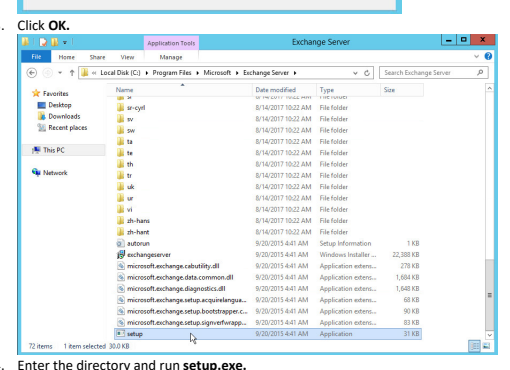 Click OK.
Application Tools
Exchange Server
File Home Share View Manage
« Local Disk (C:) ▸ Program Files ▸ Microsoft ▸ Exchange Server ▸
Search Exchange Server
Name Date modified Type Size
Favorites
Desktop
Downloads
Recent places
This PC
Network
sr 8/14/2017 10:22 AM File folder
sr-cyrl 8/14/2017 10:22 AM File folder
sv 8/14/2017 10:22 AM File folder
sw 8/14/2017 10:22 AM File folder
ta 8/14/2017 10:22 AM File folder
te 8/14/2017 10:22 AM File folder
th 8/14/2017 10:22 AM File folder
tr 8/14/2017 10:22 AM File folder
uk 8/14/2017 10:22 AM File folder
ur 8/14/2017 10:22 AM File folder
vi 8/14/2017 10:22 AM File folder
zh-hans 8/14/2017 10:22 AM File folder
zh-hant 8/14/2017 10:22 AM File folder
autorun 9/20/2015 4:41 AM Setup Information 1 KB
exchangeserver 9/20/2015 4:41 AM Windows Installer ... 22,388 KB
microsoft.exchange.cabutility.dll 9/20/2015 4:41 AM Application extens... 278 KB
microsoft.exchange.data.common.dll 9/20/2015 4:41 AM Application extens... 1,684 KB
microsoft.exchange.diagnostics.dll 9/20/2015 4:41 AM Application extens... 1,648 KB
microsoft.exchange.setup.acquirelangua... 9/20/2015 4:41 AM Application extens... 68 KB
microsoft.exchange.setup.bootstrapper.c... 9/20/2015 4:41 AM Application extens... 90 KB
microsoft.exchange.setup.signverfwrapp... 9/20/2015 4:41 AM Application extens... 83 KB
setup 9/20/2015 4:41 AM Application 31 KB
72 items 1 item selected 30.0 KB
Enter the directory and run setup.exe.